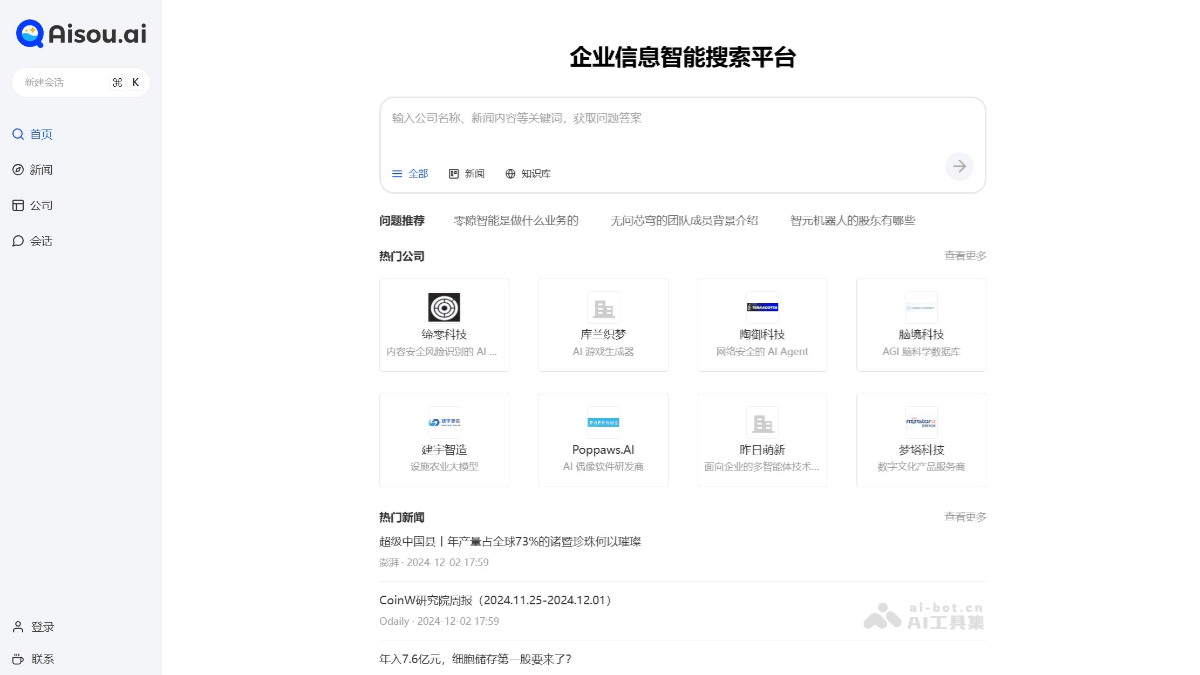 Aisou.ai
新建会话 ⌘ K
首页
新闻
公司
会话
登录
联系
企业信息智能搜索平台
输入公司名称、新闻内容等关键词，获取问题答案
全部 新闻 知识库
问题推荐 零隙智能是做什么业务的 无问芯穹的团队成员背景介绍 智元机器人的股东有哪些
热门公司 查看更多
缔零科技 库兰织梦 陶御科技 脑境科技
内容安全风险识别的 AI ... AI 游戏生成器 网络安全的 AI Agent AGI 脑科学数据库
POPPAWS
建宇智造 Poppaws.AI 昨日萌新 梦塔科技
设施农业大模型 AI 偶像软件研发商 面向企业的多智能体技术... 数字文化产品服务商
热门新闻 查看更多
超级中国县丨年产量占全球73%的诸暨珍珠何以璀璨
澎湃 · 2024-12-02 17:59
CoinW研究院周报（2024.11.25-2024.12.01）
Odaily · 2024-12-02 17:59
年入7.6亿元，细胞储存第一股要来了?
ai-bot.cn
AI工具集